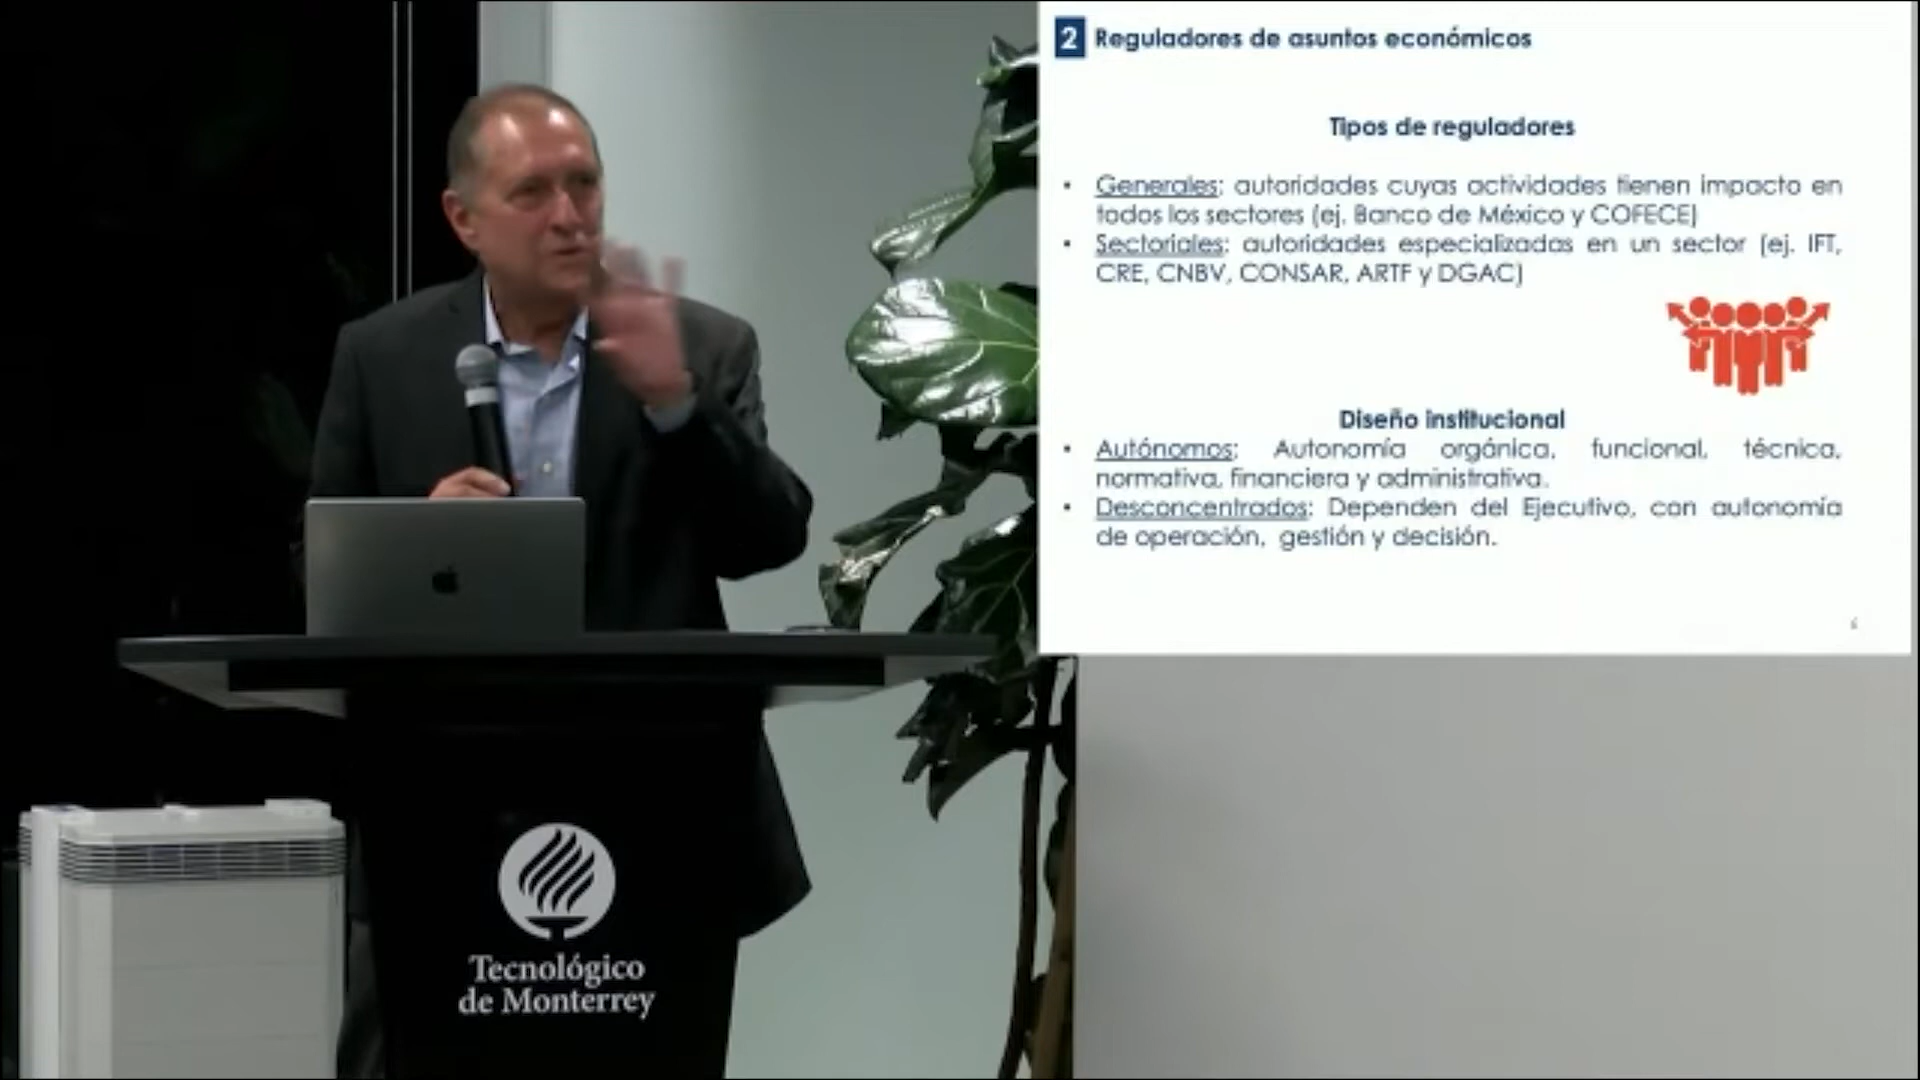 2 Reguladores de asuntos económicos
Tipos de reguladores
• Generales: autoridades cuyas actividades tienen impacto en
todos los sectores (ej. Banco de México y COFECE)
• Sectoriales: autoridades especializadas en un sector (ej. IFT,
CRE, CNBV, CONSAR, ARTF y DGAC)
Diseño institucional
• Autónomos: Autonomía orgánica, funcional, técnica,
normativa, financiera y administrativa.
• Desconcentrados: Dependen del Ejecutivo, con autonomía
de operación, gestión y decisión.
Tecnológico
de Monterrey